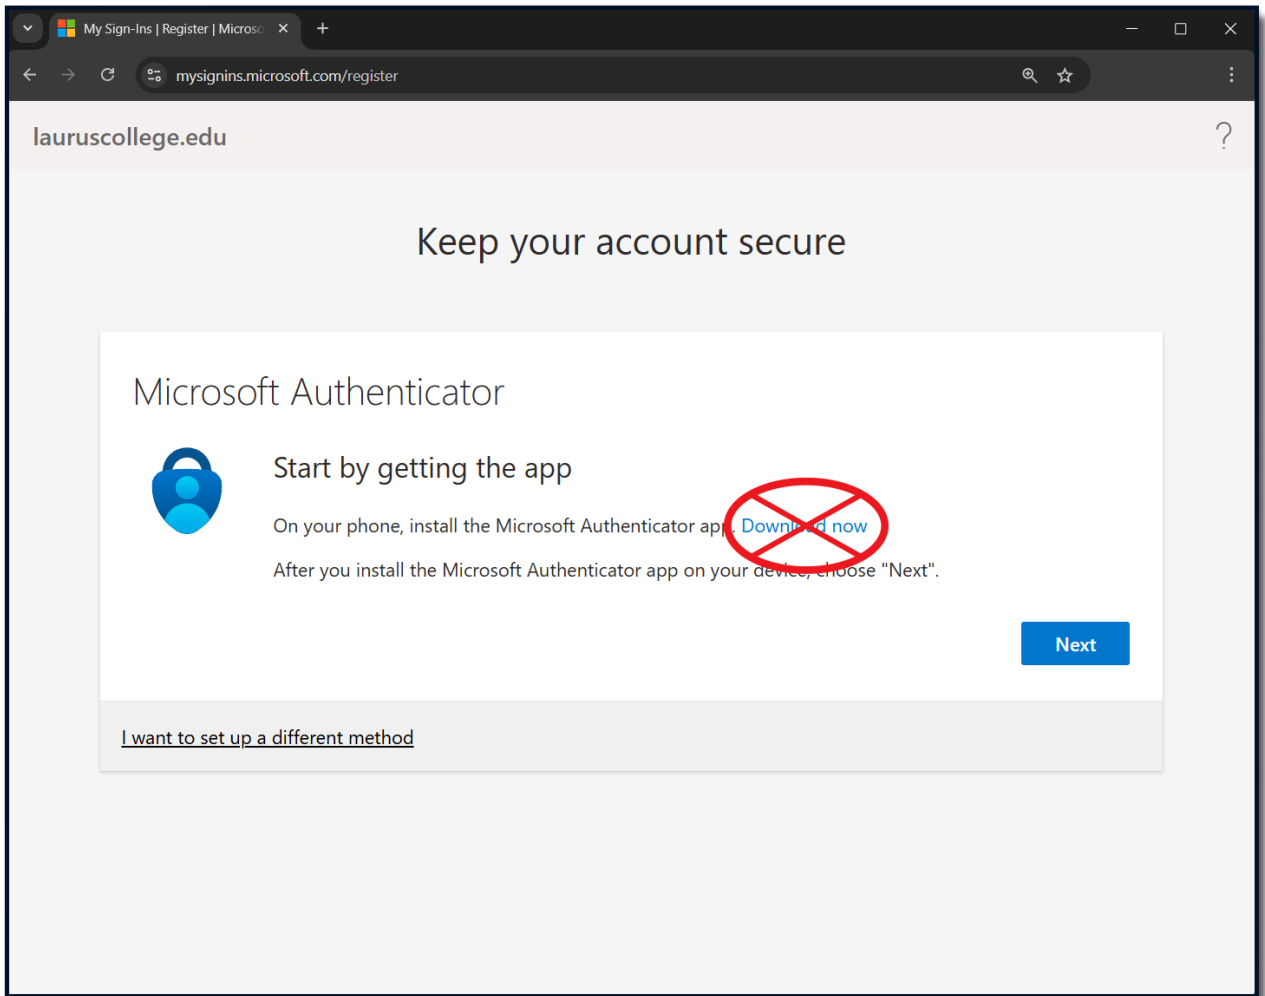 My Sign-Ins | Register | Microso
mysignins.microsoft.com/register
lauruscollege.edu
Keep your account secure
Microsoft Authenticator
Start by getting the app
On your phone, install the Microsoft Authenticator app. Download now
After you install the Microsoft Authenticator app on your device, choose "Next".
Next
I want to set up a different method